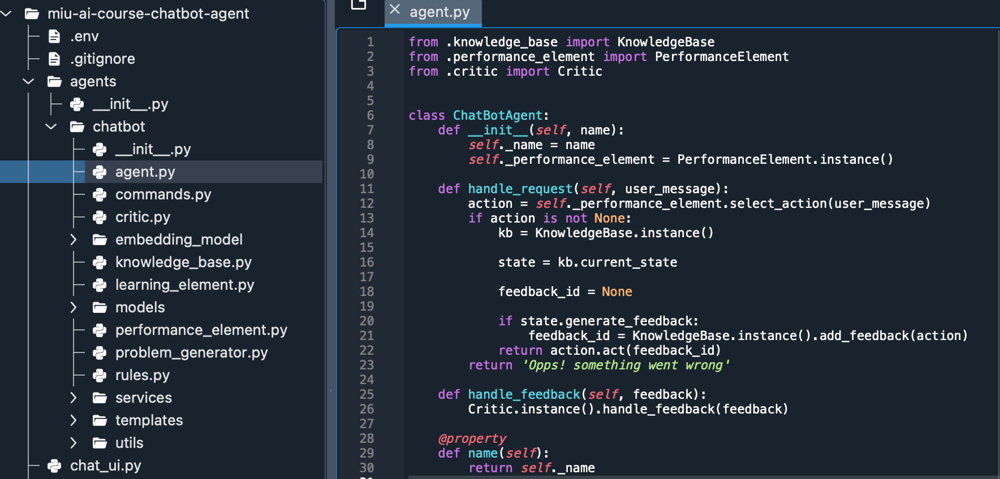 miu-ai-course-chatbot-agent
.env
.gitignore
agents
__init__.py
chatbot
__init__.py
agent.py
commands.py
critic.py
embedding_model
knowledge_base.py
learning_element.py
models
performance_element.py
problem_generator.py
rules.py
services
templates
utils
chat_ui.py
agent.py
1 from .knowledge_base import KnowledgeBase
2 from .performance_element import PerformanceElement
3 from .critic import Critic
4
5
6 class ChatBotAgent:
7     def __init__(self, name):
8         self._name = name
9         self._performance_element = PerformanceElement.instance()
10
11     def handle_request(self, user_message):
12         action = self._performance_element.select_action(user_message)
13         if action is not None:
14             kb = KnowledgeBase.instance()
15
16             state = kb.current_state
17
18             feedback_id = None
19
20             if state.generate_feedback:
21                 feedback_id = KnowledgeBase.instance().add_feedback(action)
22             return action.act(feedback_id)
23         return 'Opps! something went wrong'
24
25     def handle_feedback(self, feedback):
26         Critic.instance().handle_feedback(feedback)
27
28     @property
29     def name(self):
30         return self._name